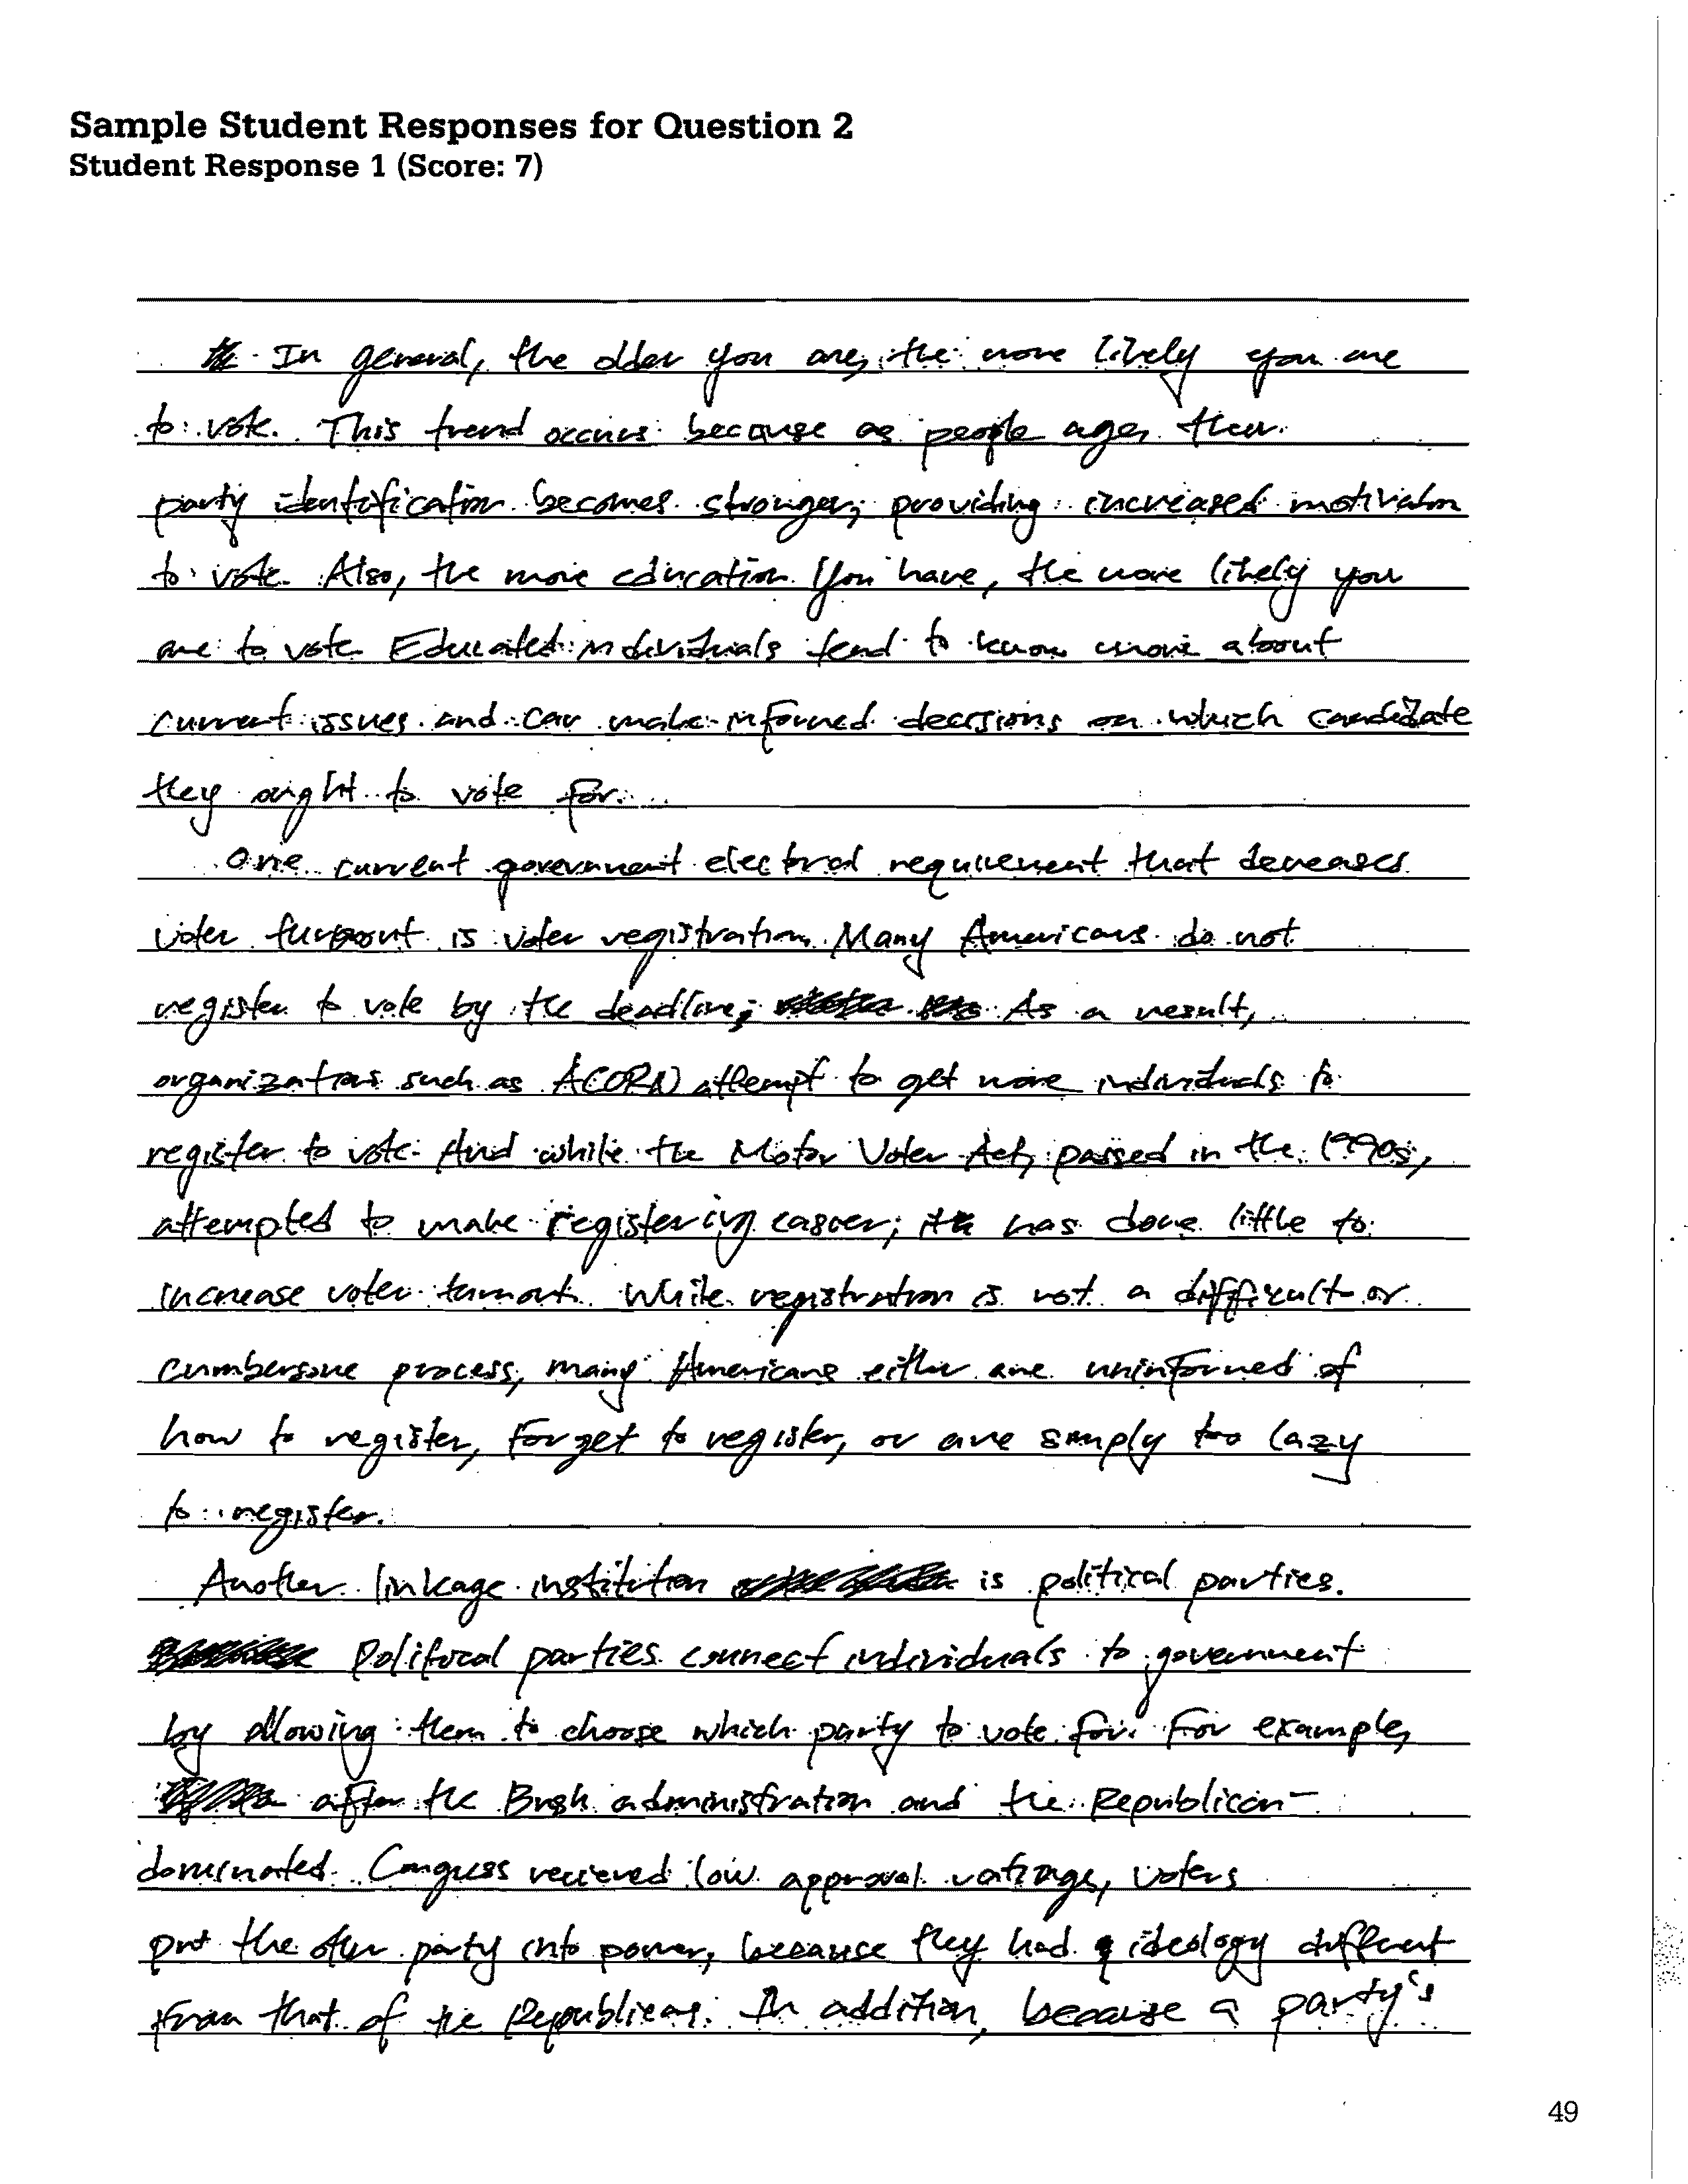 Sample Student Responses for Question 2
Student Response 1 (Score: 7)
In general, the older you are, the more likely you are
to vote. This trend occurs because as people age, their
party identification becomes stronger, providing increased motivation
to vote. Also, the more education you have, the more likely you
are to vote. Educated individuals tend to know more about
current issues and can make informed decisions on which candidate
they ought to vote for.
One current government electoral requirement that decreases
voter turnout is voter registration. Many Americans do not
register to vote by the deadline; As a result,
organizations such as ACORN attempt to get more individuals to
register to vote. And while the Motor Voter Act, passed in the 1990s,
attempted to make registering easier, it has done little to
increase voter turnout. While registration is not a difficult or
cumbersome process, many Americans either are uninformed of
how to register, forget to register, or are simply too lazy
to register.
Another linkage institution is political parties.
Political parties connect individuals to government
by allowing them to choose which party to vote for. For example,
after the Bush administration and the Republican-
dominated Congress recieved low approval ratings, voters
put the other party into power, because they had ideology different
from that of the Republicans. In addition, because a party's
49